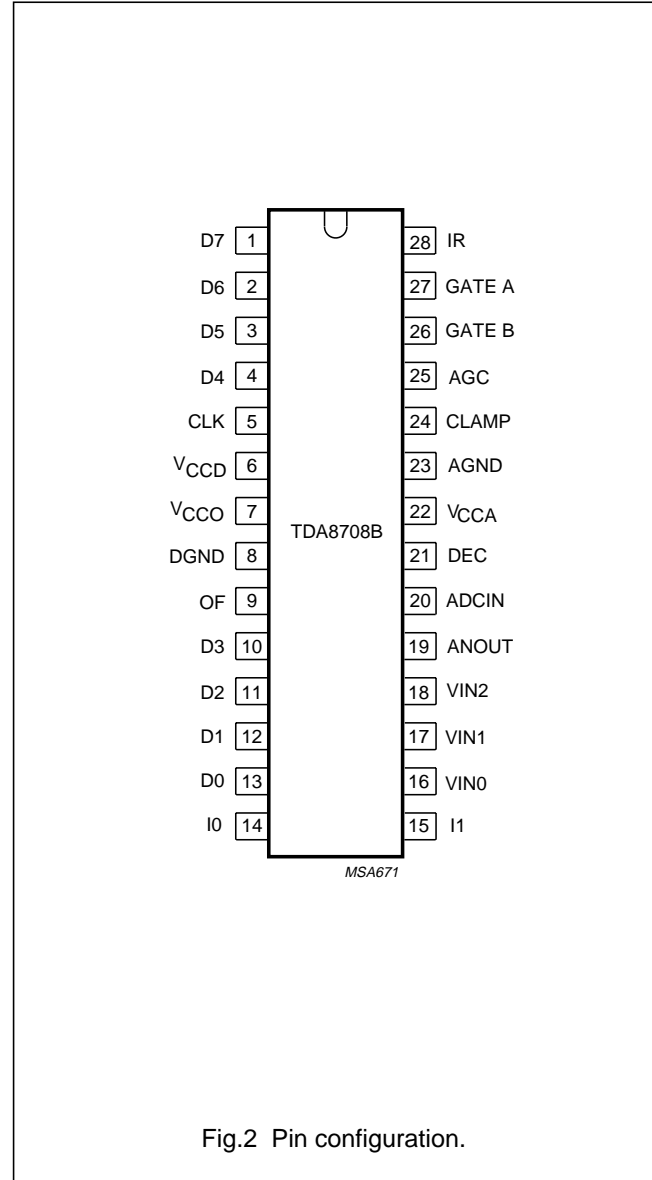 D7 1 28 IR
D6 2 27 GATE A
D5 3 26 GATE B
D4 4 25 AGC
CLK 5 24 CLAMP
VCCD 6 23 AGND
VCCO 7 22 VCCA
TDA8708B
DGND 8 21 DEC
OF 9 20 ADCIN
D3 10 19 ANOUT
D2 11 18 VIN2
D1 12 17 VIN1
D0 13 16 VIN0
I0 14 15 I1
MSA671
Fig.2 Pin configuration.